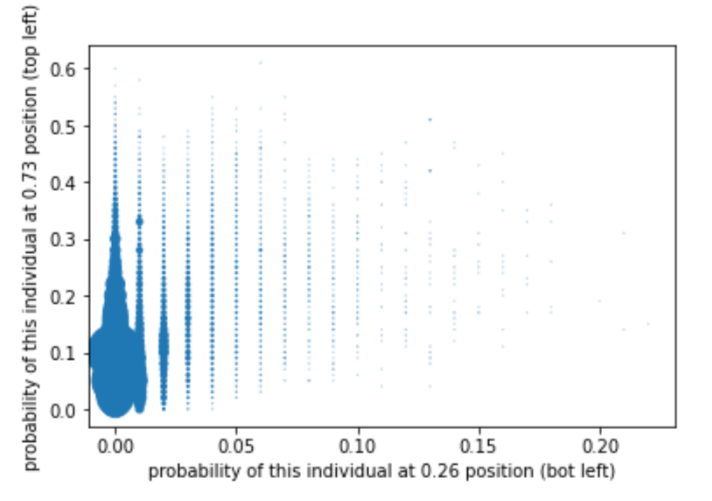 probability of this individual at 0.73 position (top left)
0.6
0.5
0.4
0.3
0.2
0.1
0.0
0.00 0.05 0.10 0.15 0.20
probability of this individual at 0.26 position (bot left)